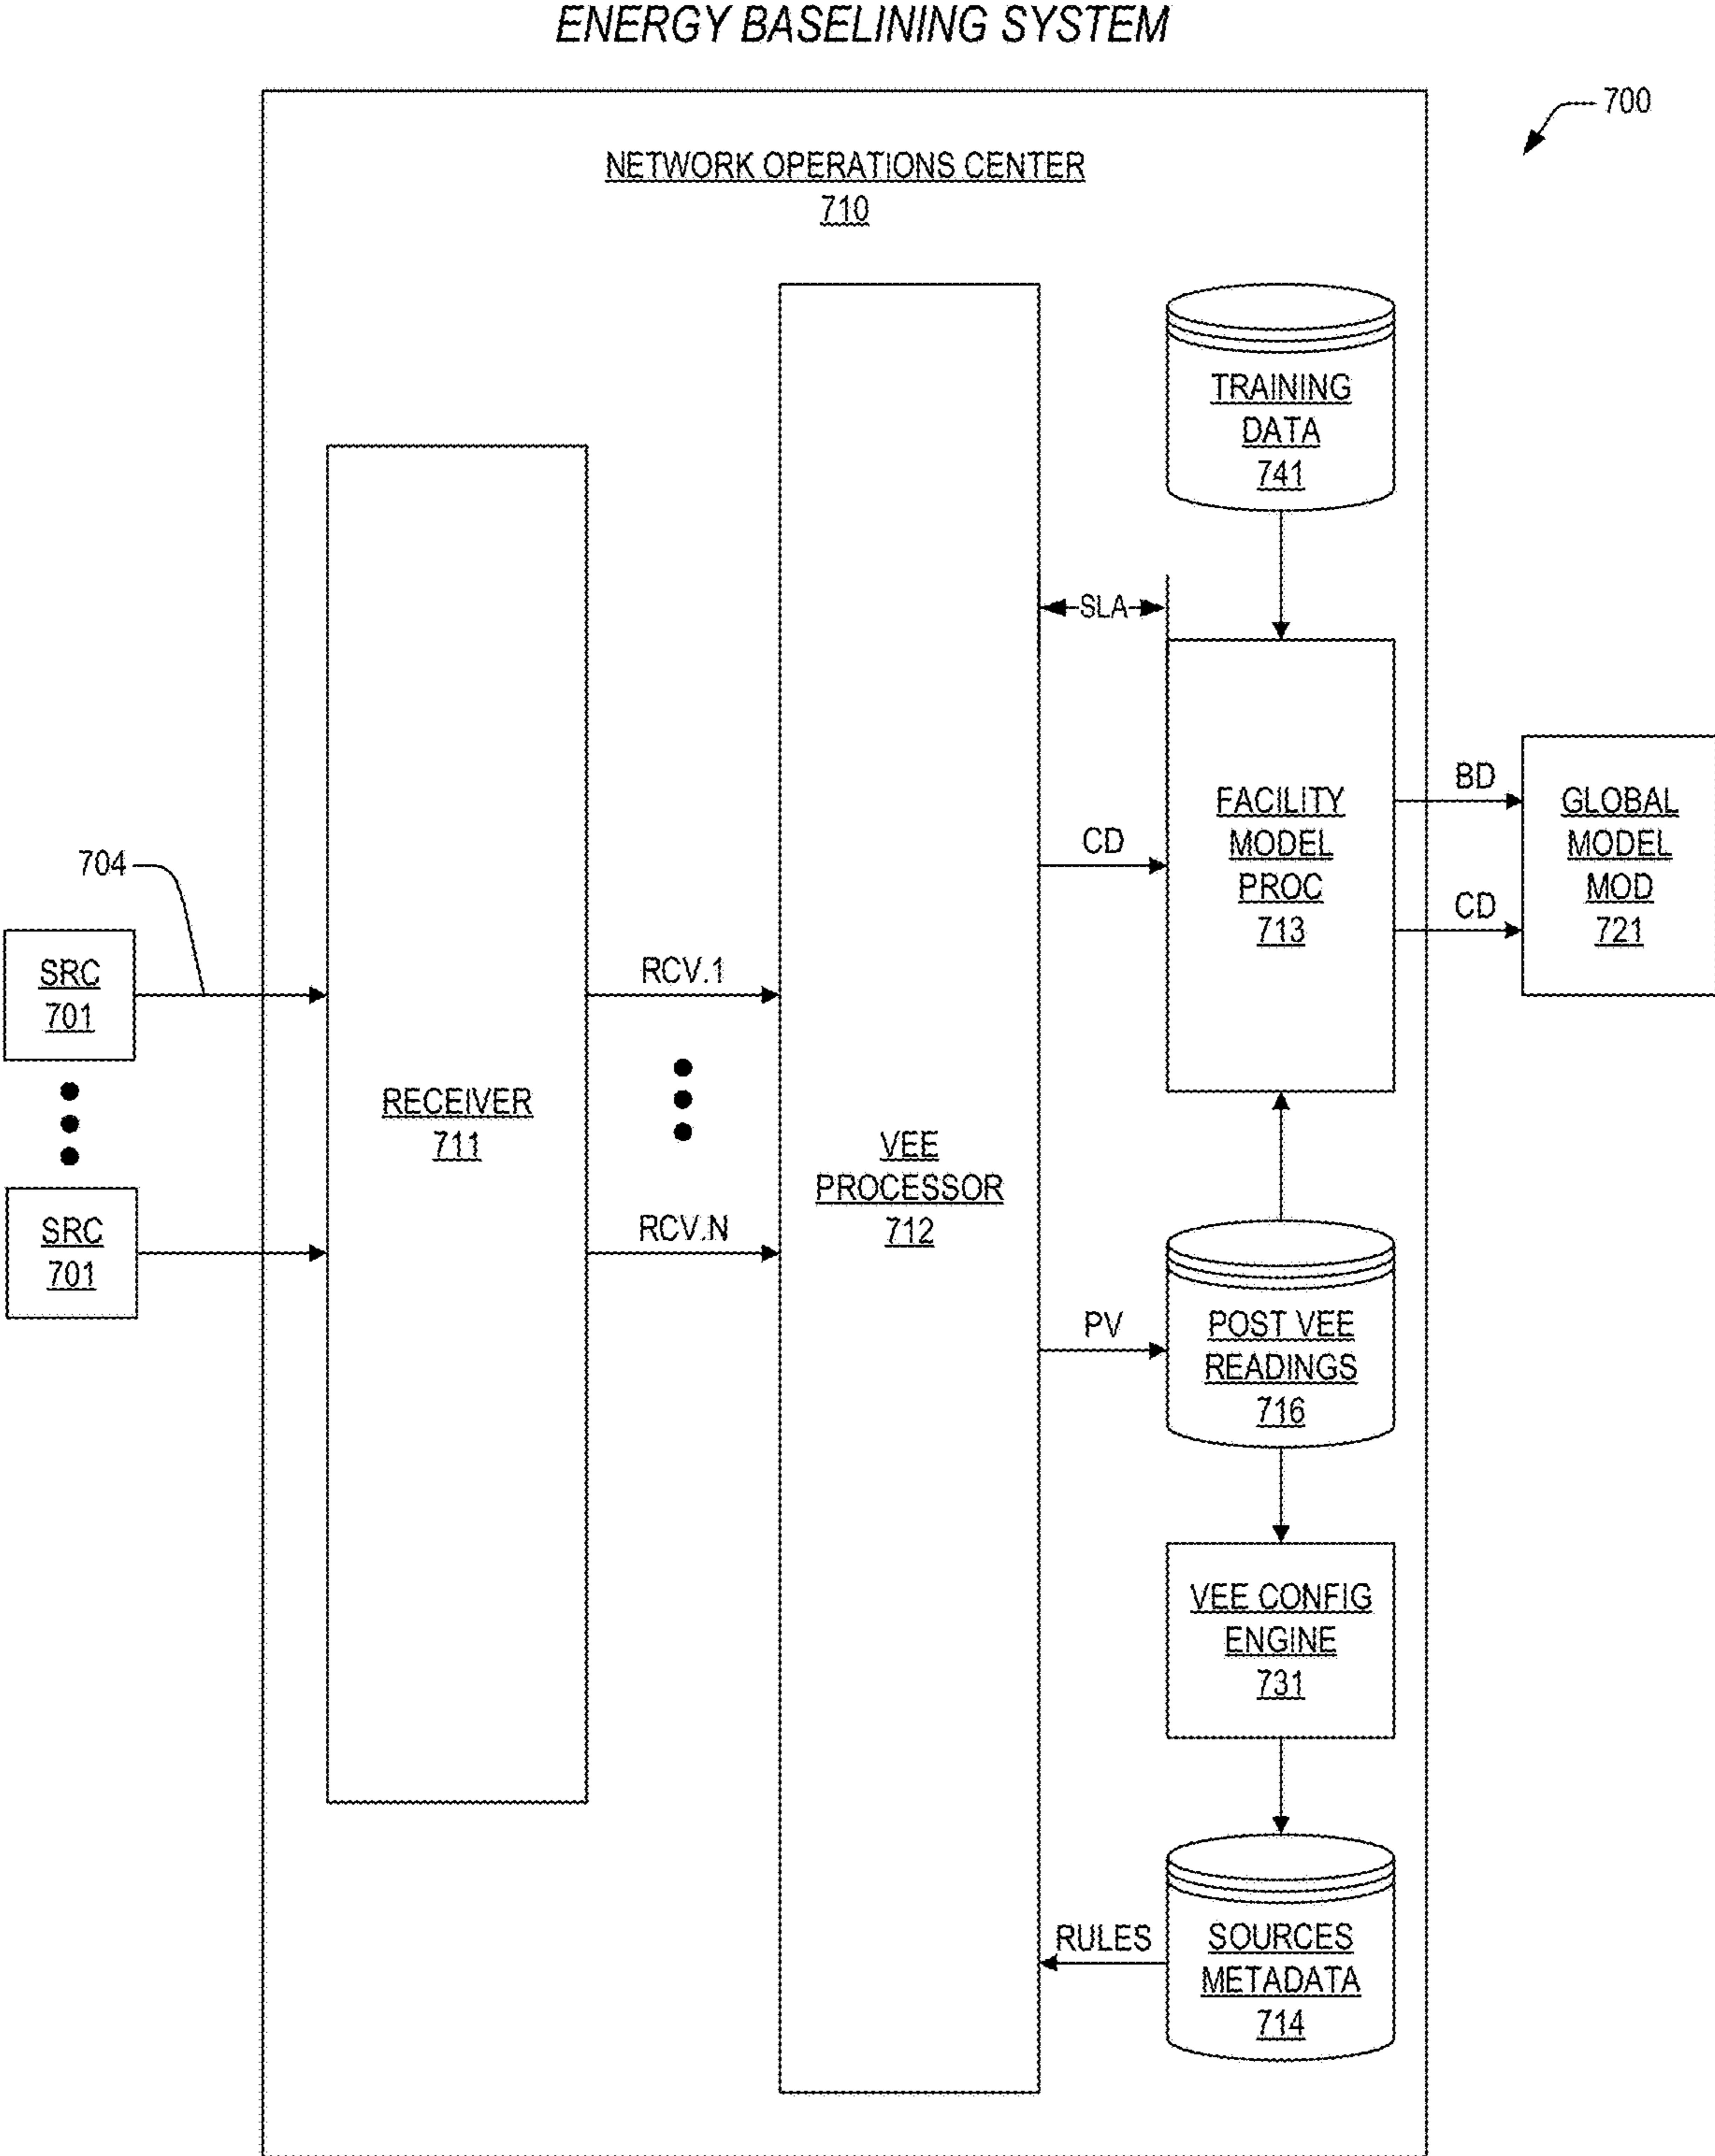 ENERGY BASELINING SYSTEM
700
NETWORK OPERATIONS CENTER
710
TRAINING
DATA
741
SLA
FACILITY
MODEL
PROC
713
BD
CD
GLOBAL
MODEL
MOD
721
CD
704
SRC
701
SRC
701
RECEIVER
711
RCV.1
RCV.N
VEE
PROCESSOR
712
PV
POST VEE
READINGS
716
VEE CONFIG
ENGINE
731
RULES
SOURCES
METADATA
714